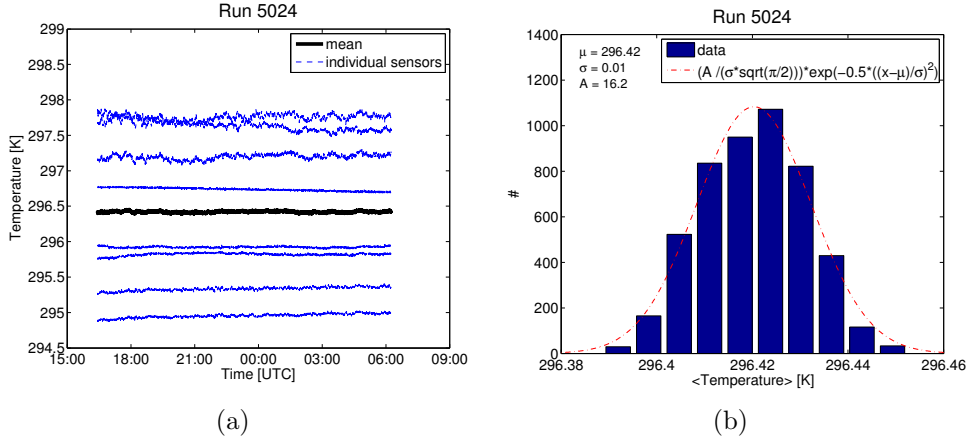 Run 5024
299
298.5
298
297.5
297
296.5
296
295.5
295
294.5
15:00 18:00 21:00 00:00 03:00 06:00 09:00
Temperature [K]
Time [UTC]
mean
individual sensors
(a)
Run 5024
1400
1200
1000
800
600
400
200
0
296.38 296.4 296.42 296.44 296.46
#
<Temperature> [K]
μ = 296.42
σ = 0.01
A = 16.2
data
(A /(σ*sqrt(π/2)))*exp(−0.5*((x−μ)/σ)²)
(b)